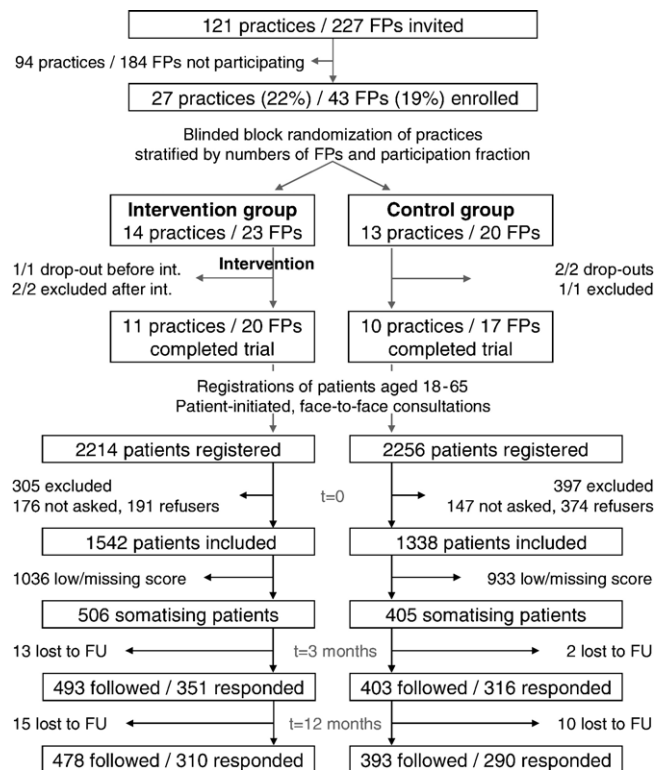 121 practices / 227 FPs invited
94 practices / 184 FPs not participating
27 practices (22%) / 43 FPs (19%) enrolled
Blinded block randomization of practices
stratified by numbers of FPs and participation fraction
Intervention group
14 practices / 23 FPs
Control group
13 practices / 20 FPs
1/1 drop-out before int.
2/2 excluded after int.
Intervention
2/2 drop-outs
1/1 excluded
11 practices / 20 FPs
completed trial
10 practices / 17 FPs
completed trial
Registrations of patients aged 18-65
Patient-initiated, face-to-face consultations
2214 patients registered
2256 patients registered
305 excluded
176 not asked, 191 refusers
t=0
397 excluded
147 not asked, 374 refusers
1542 patients included
1338 patients included
1036 low/missing score
933 low/missing score
506 somatising patients
405 somatising patients
13 lost to FU
t=3 months
2 lost to FU
493 followed / 351 responded
403 followed / 316 responded
15 lost to FU
t=12 months
10 lost to FU
478 followed / 310 responded
393 followed / 290 responded